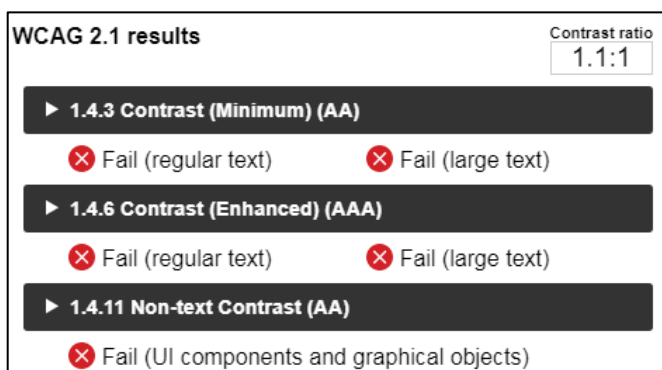 WCAG 2.1 results
Contrast ratio
1.1:1
1.4.3 Contrast (Minimum) (AA)
Fail (regular text) Fail (large text)
1.4.6 Contrast (Enhanced) (AAA)
Fail (regular text) Fail (large text)
1.4.11 Non-text Contrast (AA)
Fail (UI components and graphical objects)